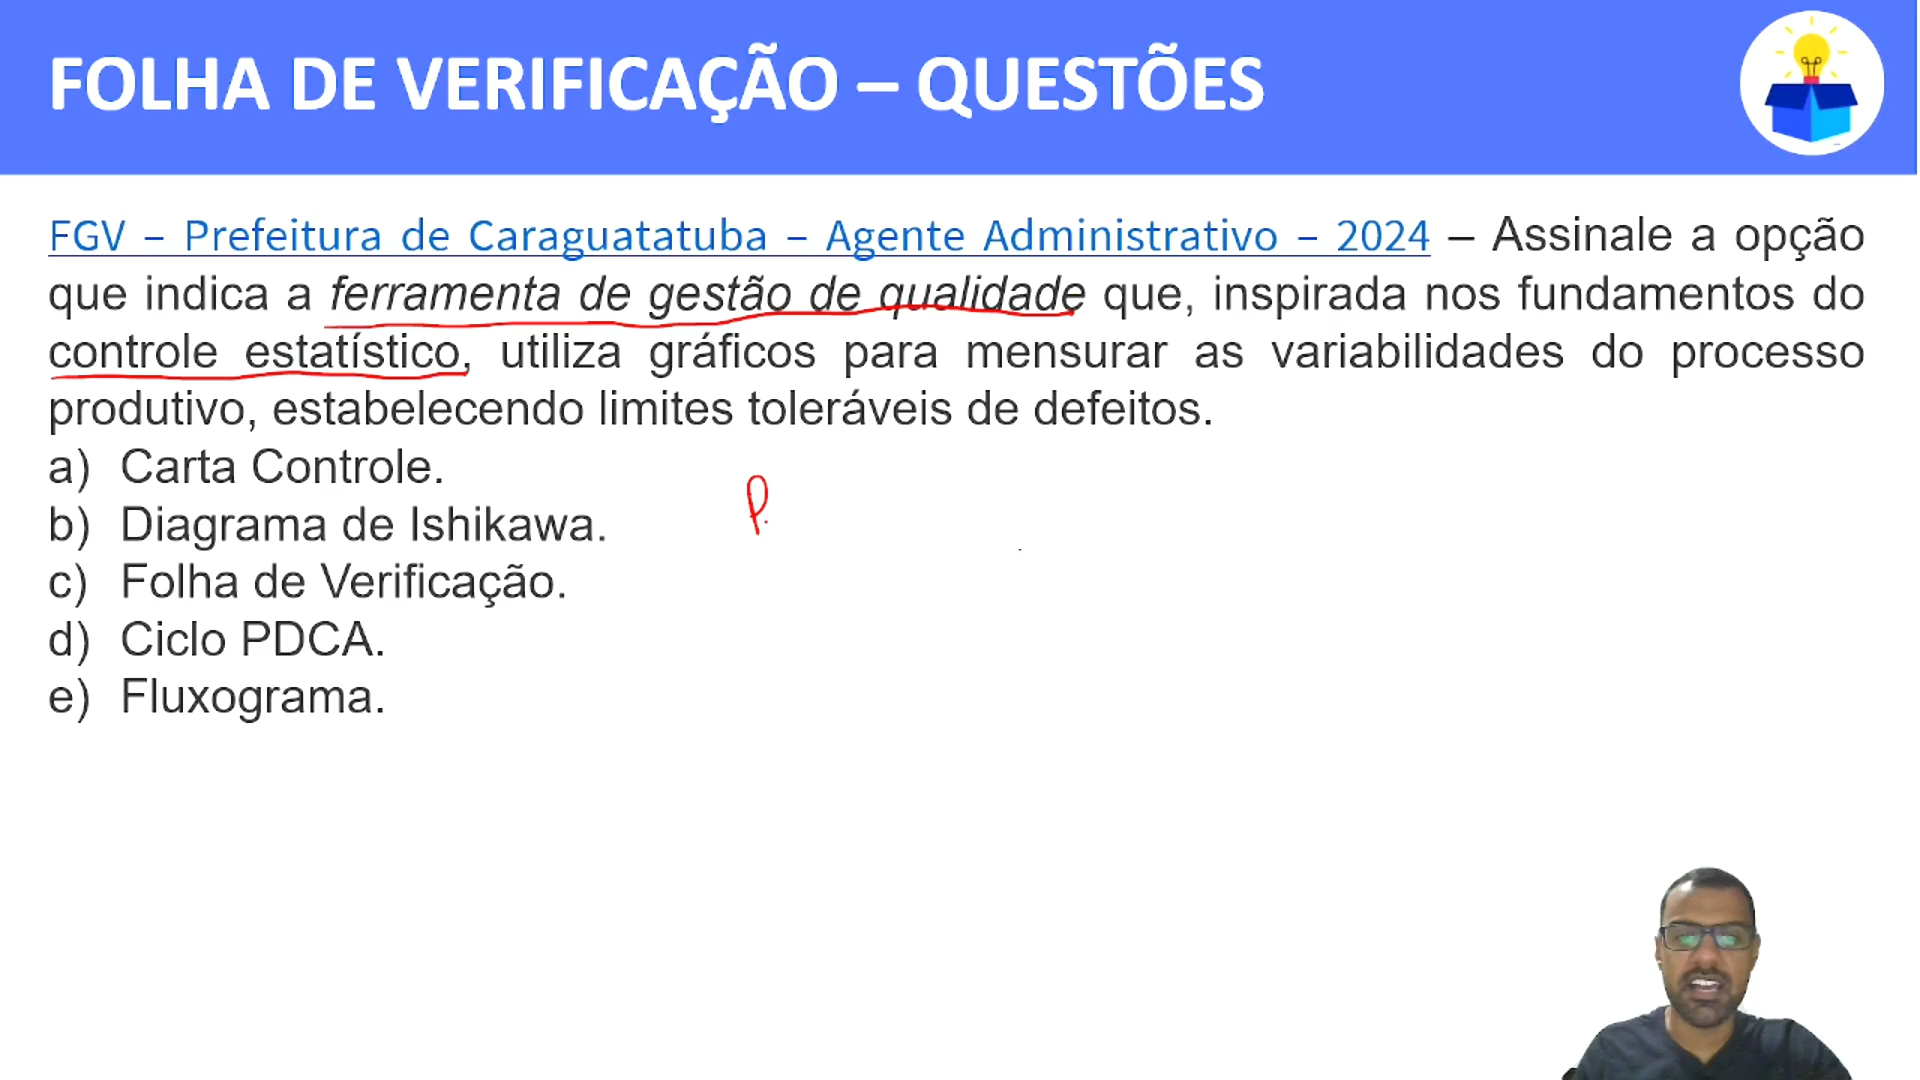 FOLHA DE VERIFICAÇÃO – QUESTÕES
FGV – Prefeitura de Caraguatatuba – Agente Administrativo – 2024 – Assinale a opção
que indica a ferramenta de gestão de qualidade que, inspirada nos fundamentos do
controle estatístico, utiliza gráficos para mensurar as variabilidades do processo
produtivo, estabelecendo limites toleráveis de defeitos.
a) Carta Controle.
b) Diagrama de Ishikawa.
c) Folha de Verificação.
d) Ciclo PDCA.
e) Fluxograma.